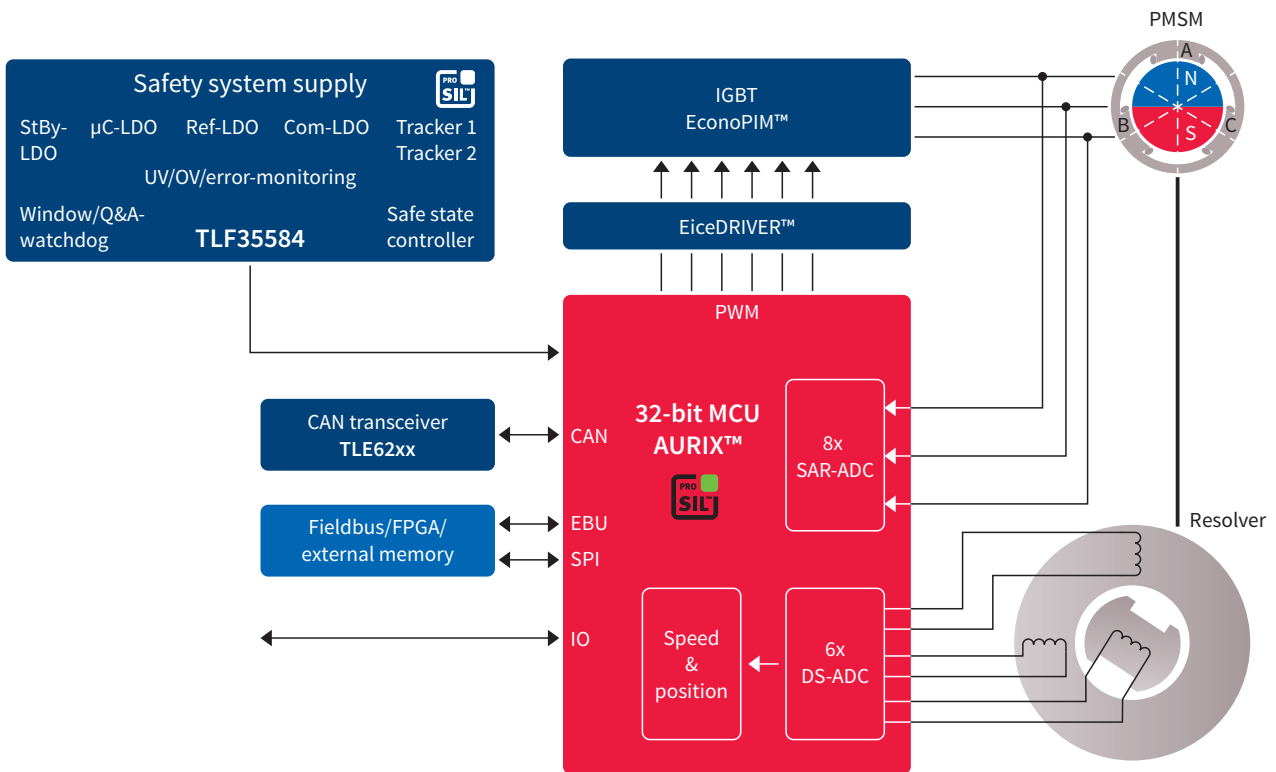 PMSM
A
N
B
C
S
Safety system supply
PRO
SIL™
StBy-
LDO
µC-LDO
Ref-LDO
Com-LDO
Tracker 1
Tracker 2
UV/OV/error-monitoring
Window/Q&A-
watchdog
TLF35584
Safe state
controller
IGBT
EconoPIM™
EiceDRIVER™
PWM
32-bit MCU
AURIX™
PRO
SIL™
8x
SAR-ADC
CAN transceiver
TLE62xx
CAN
Fieldbus/FPGA/
external memory
EBU
SPI
IO
Speed
&
position
6x
DS-ADC
Resolver